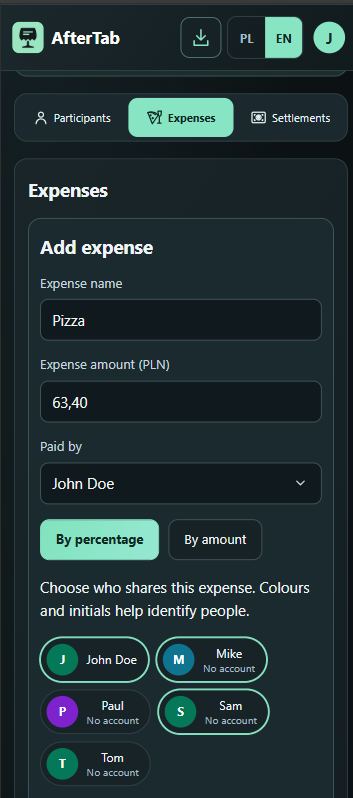 AfterTab
PL
EN
J
Participants
Expenses
Settlements
Expenses
Add expense
Expense name
Pizza
Expense amount (PLN)
63,40
Paid by
John Doe
By percentage
By amount
Choose who shares this expense. Colours
and initials help identify people.
J
John Doe
M
Mike
No account
P
Paul
No account
S
Sam
No account
T
Tom
No account